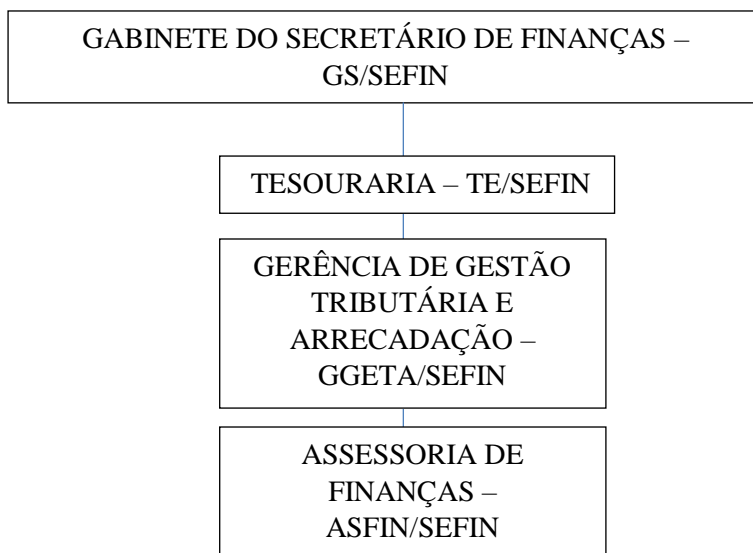 GABINETE DO SECRETÁRIO DE FINANÇAS –
GS/SEFIN
TESOURARIA – TE/SEFIN
GERÊNCIA DE GESTÃO
TRIBUTÁRIA E
ARRECADAÇÃO –
GGETA/SEFIN
ASSESSORIA DE
FINANÇAS –
ASFIN/SEFIN